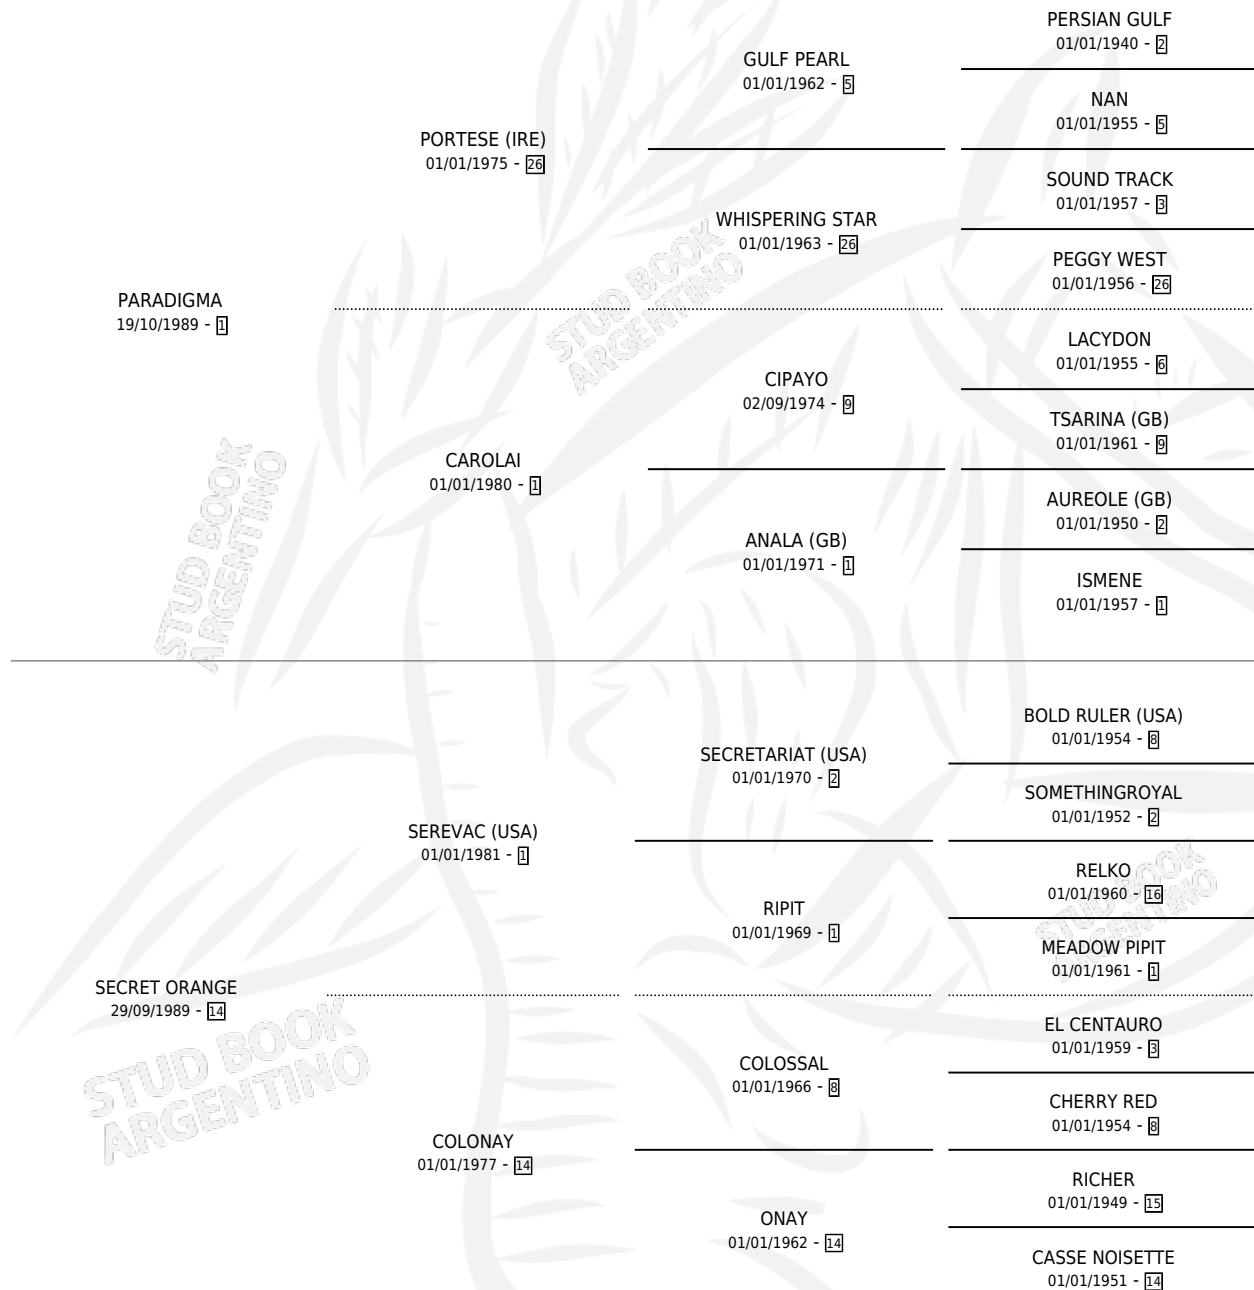 PERSIAN GULF
01/01/1940 - 2
GULF PEARL
01/01/1962 - 5
NAN
01/01/1955 - 5
PORTESE (IRE)
01/01/1975 - 26
SOUND TRACK
01/01/1957 - 3
WHISPERING STAR
01/01/1963 - 26
PEGGY WEST
01/01/1956 - 26
PARADIGMA
19/10/1989 - 1
LACYDON
01/01/1955 - 6
CIPAYO
02/09/1974 - 9
TSARINA (GB)
01/01/1961 - 9
CAROLAI
01/01/1980 - 1
AUREOLE (GB)
01/01/1950 - 2
ANALA (GB)
01/01/1971 - 1
ISMENE
01/01/1957 - 1
BOLD RULER (USA)
01/01/1954 - 8
SECRETARIAT (USA)
01/01/1970 - 2
SOMETHINGROYAL
01/01/1952 - 2
SEREVAC (USA)
01/01/1981 - 1
RELKO
01/01/1960 - 16
RIPIT
01/01/1969 - 1
MEADOW PIPIT
01/01/1961 - 1
SECRET ORANGE
29/09/1989 - 14
EL CENTAURO
01/01/1959 - 3
COLOSSAL
01/01/1966 - 8
CHERRY RED
01/01/1954 - 8
COLONAY
01/01/1977 - 14
RICHER
01/01/1949 - 15
ONAY
01/01/1962 - 14
CASSE NOISETTE
01/01/1951 - 14
STUD BOOK
ARGENTINO
STUD BOOK
ARGENTINO
STUD BOOK
ARGENTINO
STUD BOOK
ARGENTINO